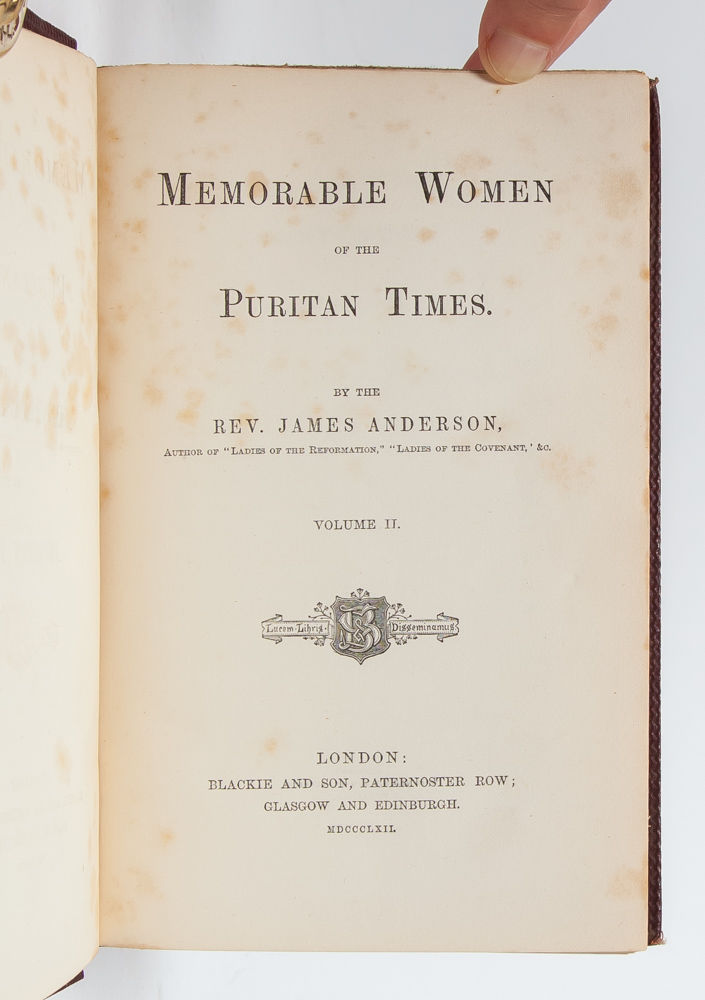 MEMORABLE WOMEN
OF THE
PURITAN TIMES.
BY THE
REV. JAMES ANDERSON,
AUTHOR OF "LADIES OF THE REFORMATION," "LADIES OF THE COVENANT,' &C.
VOLUME II.
Lucem Libris Disseminamus
LONDON:
BLACKIE AND SON, PATERNOSTER ROW;
GLASGOW AND EDINBURGH.
MDCCCLXII.